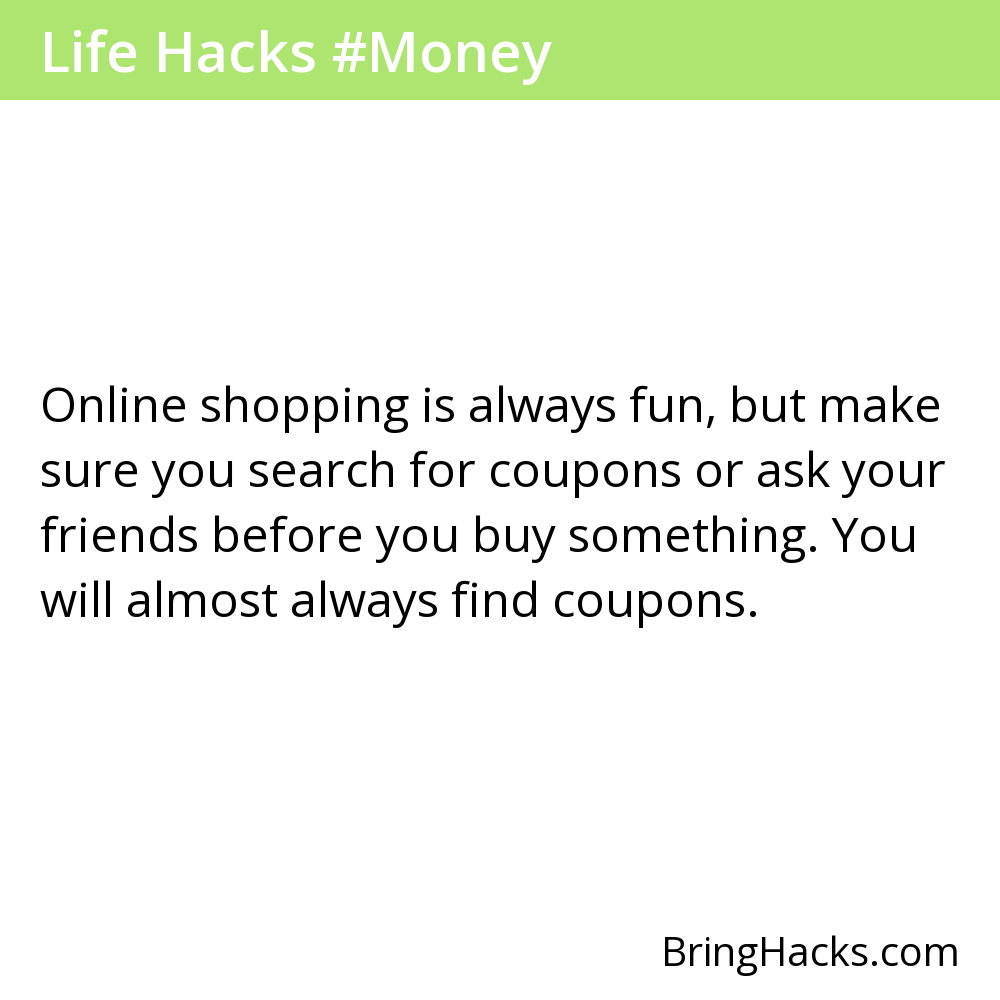 Life Hacks #Money
Online shopping is always fun, but make
sure you search for coupons or ask your
friends before you buy something. You
will almost always find coupons.
BringHacks.com